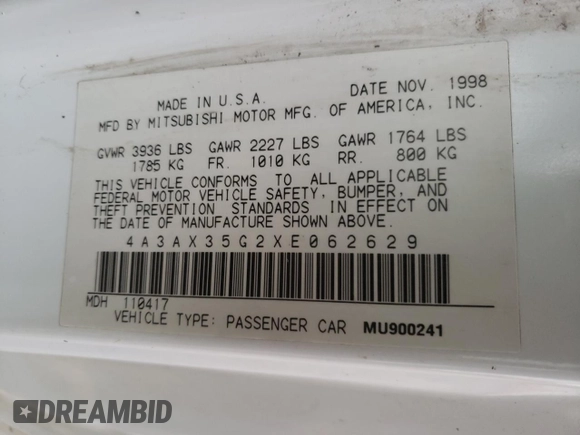 MADE IN U.S.A. DATE NOV. 1998
MFD BY MITSUBISHI MOTOR MFG. OF AMERICA, INC.
GVWR 3936 LBS GAWR 2227 LBS GAWR 1764 LBS
1785 KG FR. 1010 KG RR. 800 KG
THIS VEHICLE CONFORMS TO ALL APPLICABLE
FEDERAL MOTOR VEHICLE SAFETY, BUMPER, AND
THEFT PREVENTION STANDARDS IN EFFECT ON
THE DATE OF MANUFACTURE SHOWN ABOVE.
4A3AX35G2XE062629
MDH 110417
VEHICLE TYPE: PASSENGER CAR MU900241
DREAMBID